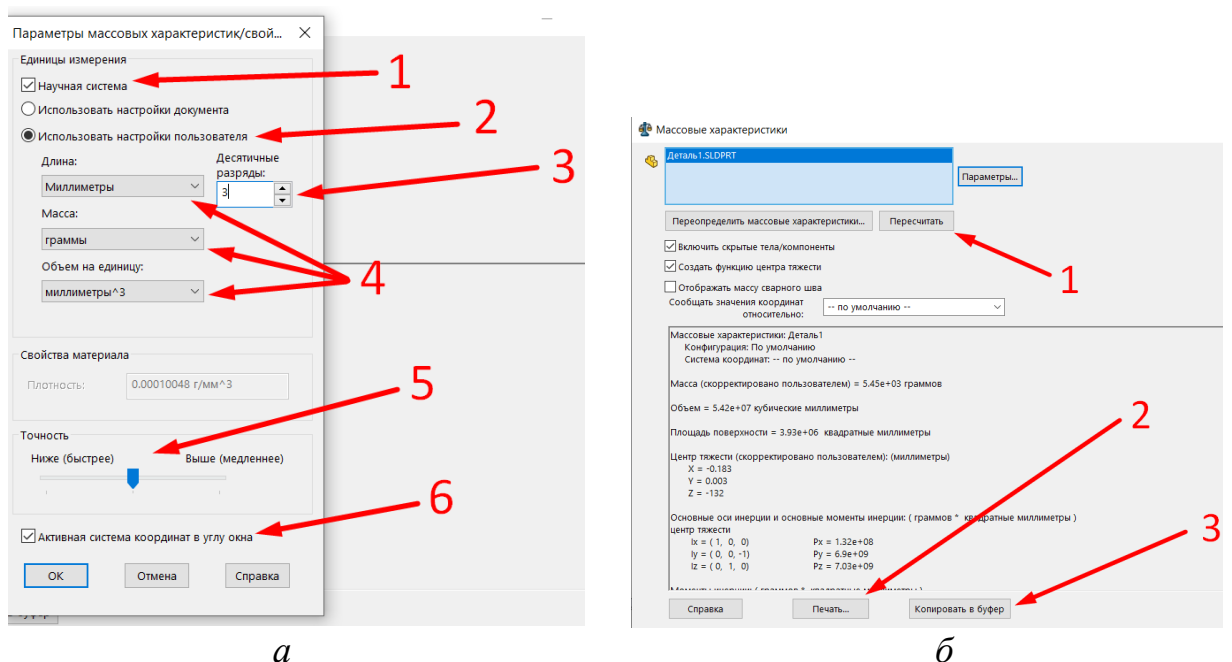 Параметры массовых характеристик/свой...
Единицы измерения
Научная система
1
Использовать настройки документа
Использовать настройки пользователя
2
Длина:
Десятичные
разряды:
Миллиметры
3
3
Масса:
граммы
Объем на единицу:
миллиметры^3
4
Свойства материала
Плотность:
0.00010048 г/мм^3
5
Точность
Ниже (быстрее)
Выше (медленнее)
6
Активная система координат в углу окна
ОК
Отмена
Справка
а
Массовые характеристики
Деталь1.SLDPRT
Параметры...
Переопределить массовые характеристики...
Пересчитать
Включить скрытые тела/компоненты
Создать функцию центра тяжести
1
Отображать массу сварного шва
Сообщать значения координат
относительно:
-- по умолчанию --
Массовые характеристики: Деталь1
Конфигурация: По умолчанию
Система координат: -- по умолчанию --
Масса (скорректировано пользователем) = 5.45e+03 граммов
Объем = 5.42e+07 кубические миллиметры
2
Площадь поверхности = 3.93e+06 квадратные миллиметры
Центр тяжести (скорректировано пользователем): (миллиметры)
X = -0.183
Y = 0.003
Z = -132
Основные оси инерции и основные моменты инерции: ( граммов * квадратные миллиметры )
центр тяжести
3
Ix = ( 1, 0, 0) Px = 1.32e+08
Iy = ( 0, 0, -1) Py = 6.9e+09
Iz = ( 0, 1, 0) Pz = 7.03e+09
Моменты инерции: ( граммов * квадратные миллиметры )
Справка
Печать...
Копировать в буфер
б